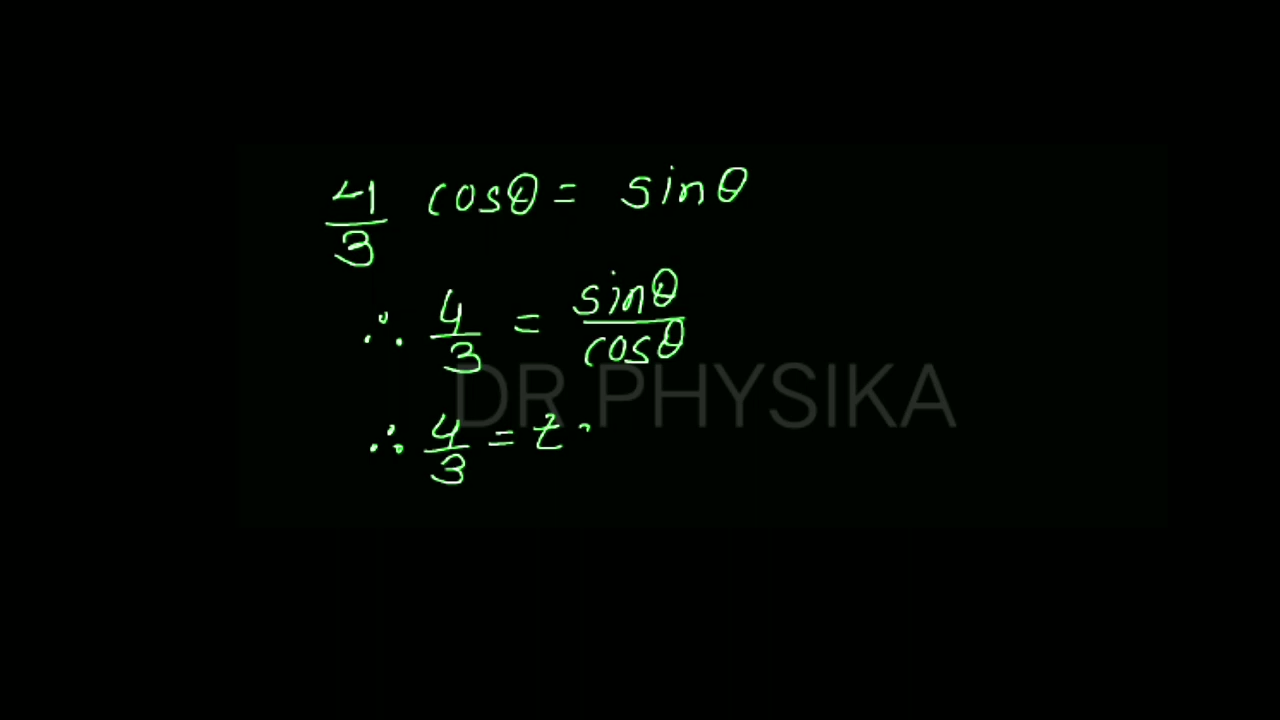 4/3 cosθ = sinθ
∴ 4/3 = sinθ/cosθ
DR PHYSIKA
∴ 4/3 = t